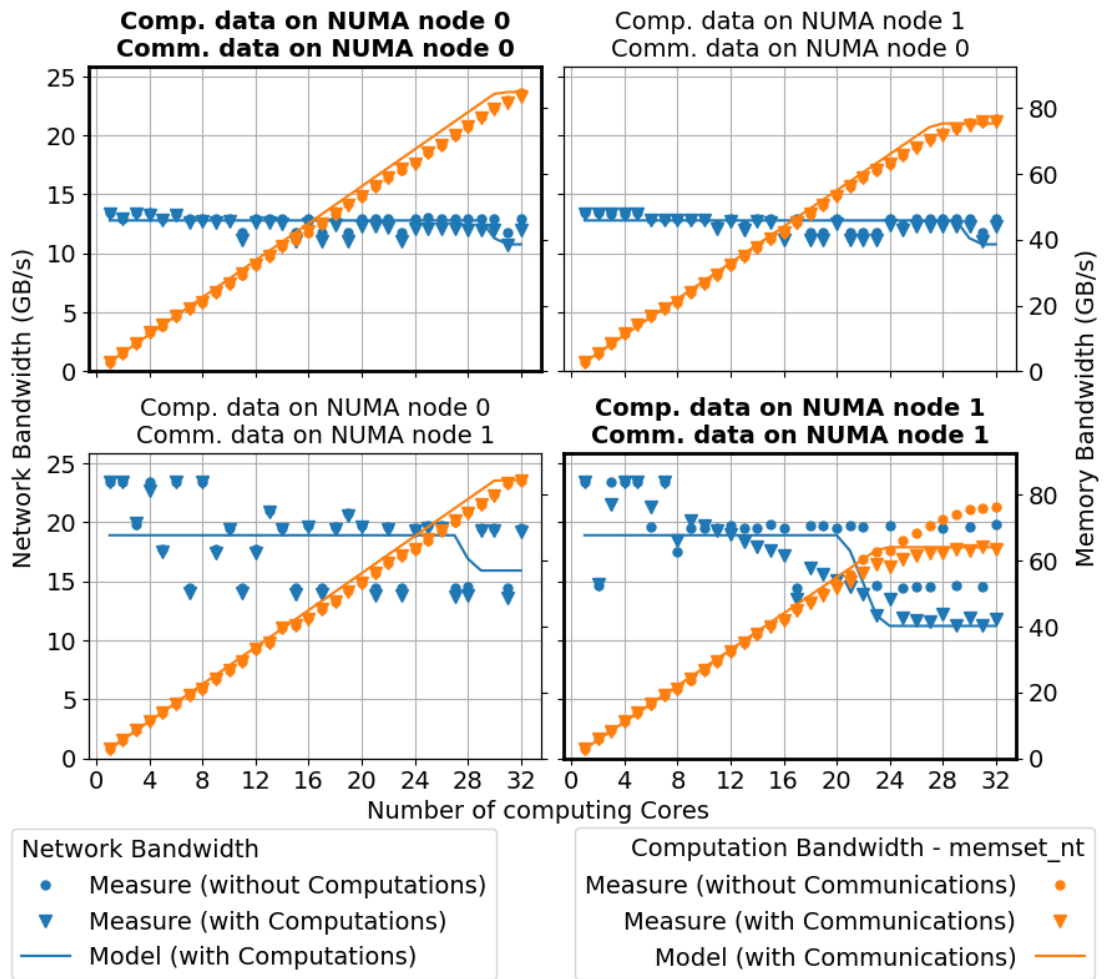 Comp. data on NUMA node 0
Comm. data on NUMA node 0
Comp. data on NUMA node 1
Comm. data on NUMA node 0
25
20
15
10
5
0
80
60
40
20
0
Network Bandwidth (GB/s)
Memory Bandwidth (GB/s)
Comp. data on NUMA node 0
Comm. data on NUMA node 1
Comp. data on NUMA node 1
Comm. data on NUMA node 1
25
20
15
10
5
0
80
60
40
20
0
0 4 8 12 16 20 24 28 32
0 4 8 12 16 20 24 28 32
Number of computing Cores
Network Bandwidth
Measure (without Computations)
Measure (with Computations)
Model (with Computations)
Computation Bandwidth - memset_nt
Measure (without Communications)
Measure (with Communications)
Model (with Communications)